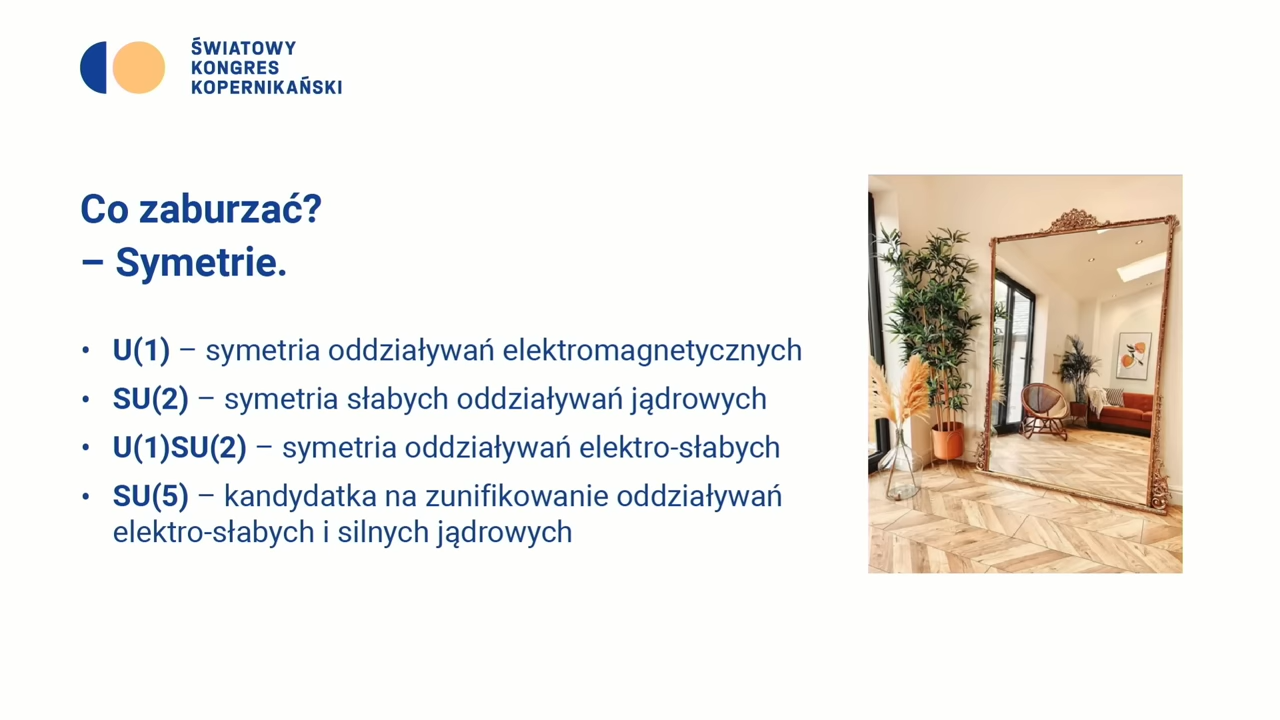 ŚWIATOWY
KONGRES
KOPERNIKAŃSKI
Co zaburzać?
– Symetrie.
• U(1) – symetria oddziaływań elektromagnetycznych
• SU(2) – symetria słabych oddziaływań jądrowych
• U(1)SU(2) – symetria oddziaływań elektro-słabych
• SU(5) – kandydatka na zunifikowanie oddziaływań
elektro-słabych i silnych jądrowych